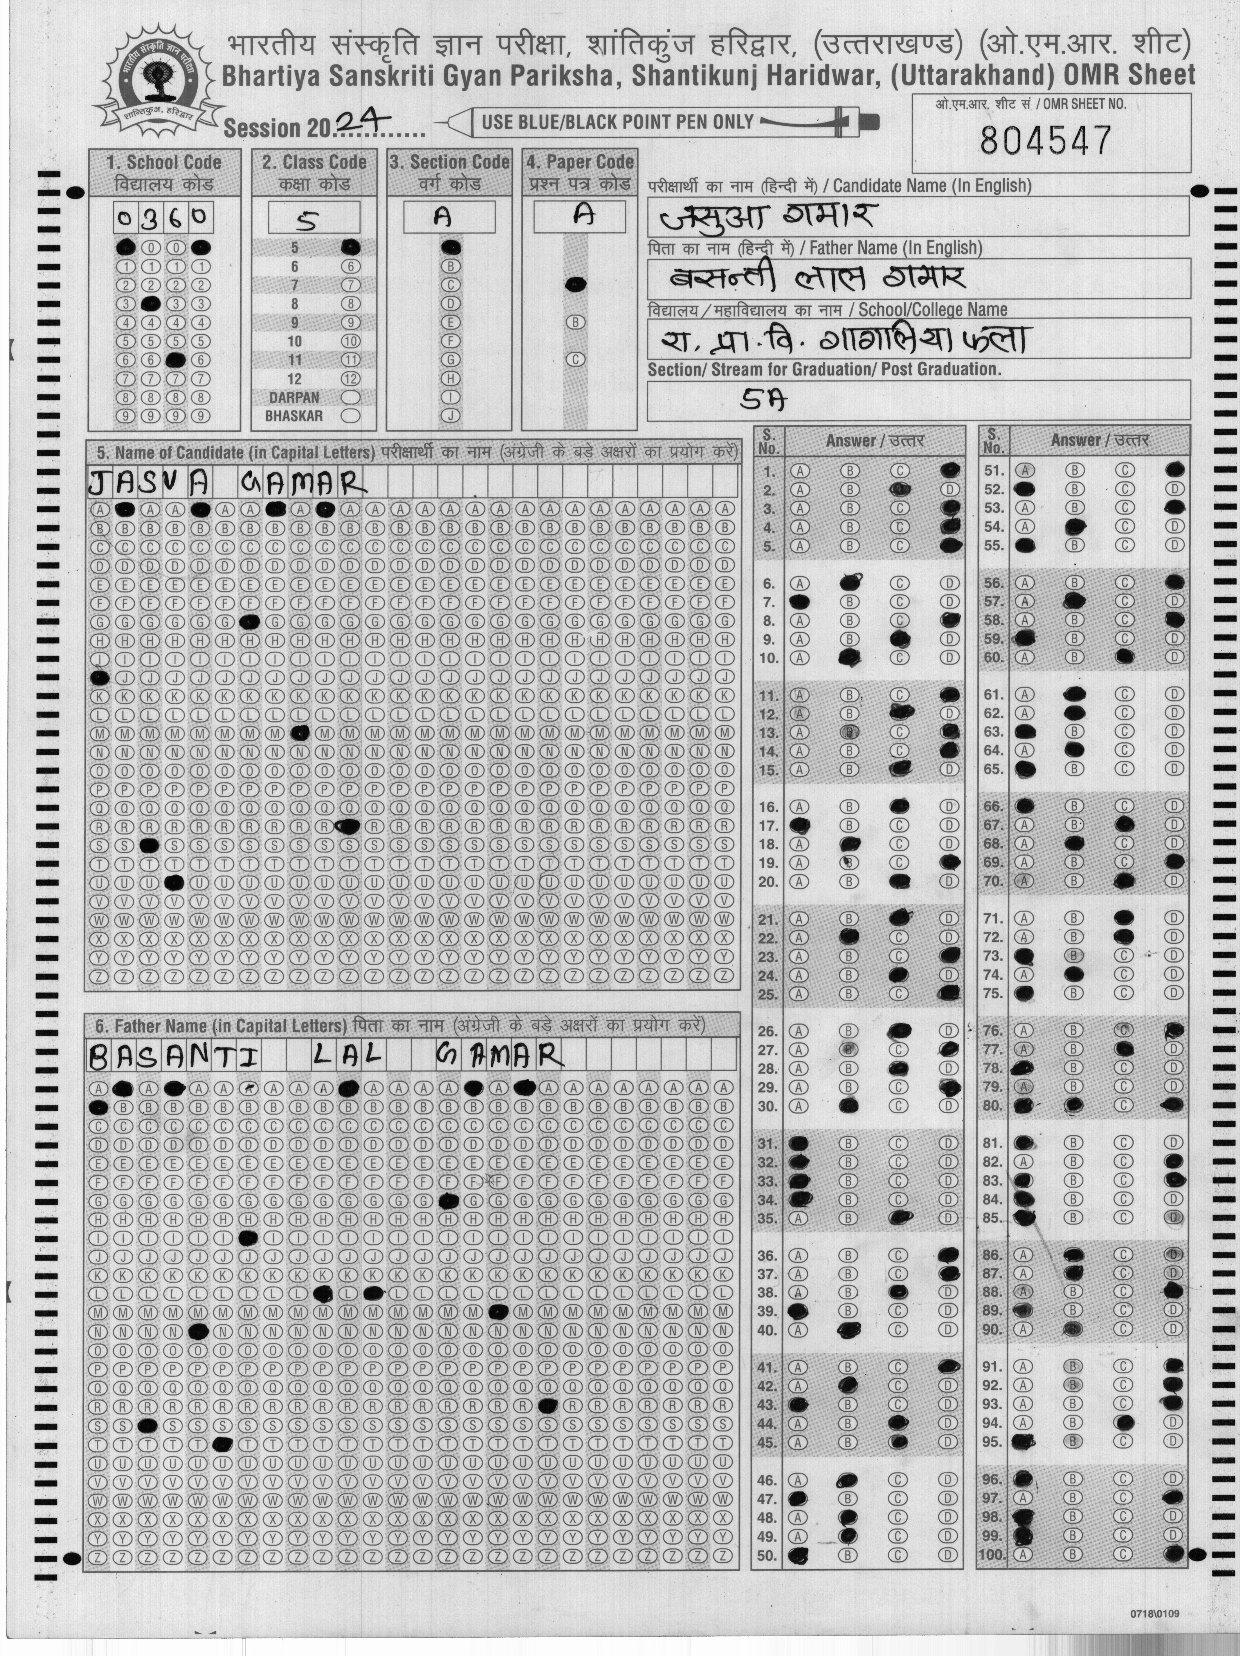 भारतीय संस्कृति ज्ञान परीक्षा, शांतिकुंज हरिद्वार, (उत्तराखण्ड) (ओ.एम.आर. शीट)
Bhartiya Sanskriti Gyan Pariksha, Shantikunj Haridwar, (Uttarakhand) OMR Sheet
Session 2024
USE BLUE/BLACK POINT PEN ONLY
ओ.एम.आर. शीट सं / OMR SHEET NO.
804547
1. School Code
विद्यालय कोड
0360
2. Class Code
कक्षा कोड
5
3. Section Code
वर्ग कोड
A
4. Paper Code
प्रश्न पत्र कोड
A
5
6
7
8
9
10
11
12
DARPAN
BHASKAR
परीक्षार्थी का नाम (हिन्दी में) / Candidate Name (In English)
जसुआ गमार
पिता का नाम (हिन्दी में) / Father Name (In English)
बसन्ती लाल गमार
विद्यालय / महाविद्यालय का नाम / School/College Name
रा. प्रा. वि. गागलिया फला
Section/ Stream for Graduation/ Post Graduation.
5A
5. Name of Candidate (in Capital Letters) परीक्षार्थी का नाम (अंग्रेजी के बड़े अक्षरों का प्रयोग करें)
JASVA GAMAR
6. Father Name (in Capital Letters) पिता का नाम (अंग्रेजी के बड़े अक्षरों का प्रयोग करें)
BASANTI LAL GAMAR
S. No. Answer / उत्तर
S. No. Answer / उत्तर
0718\0109